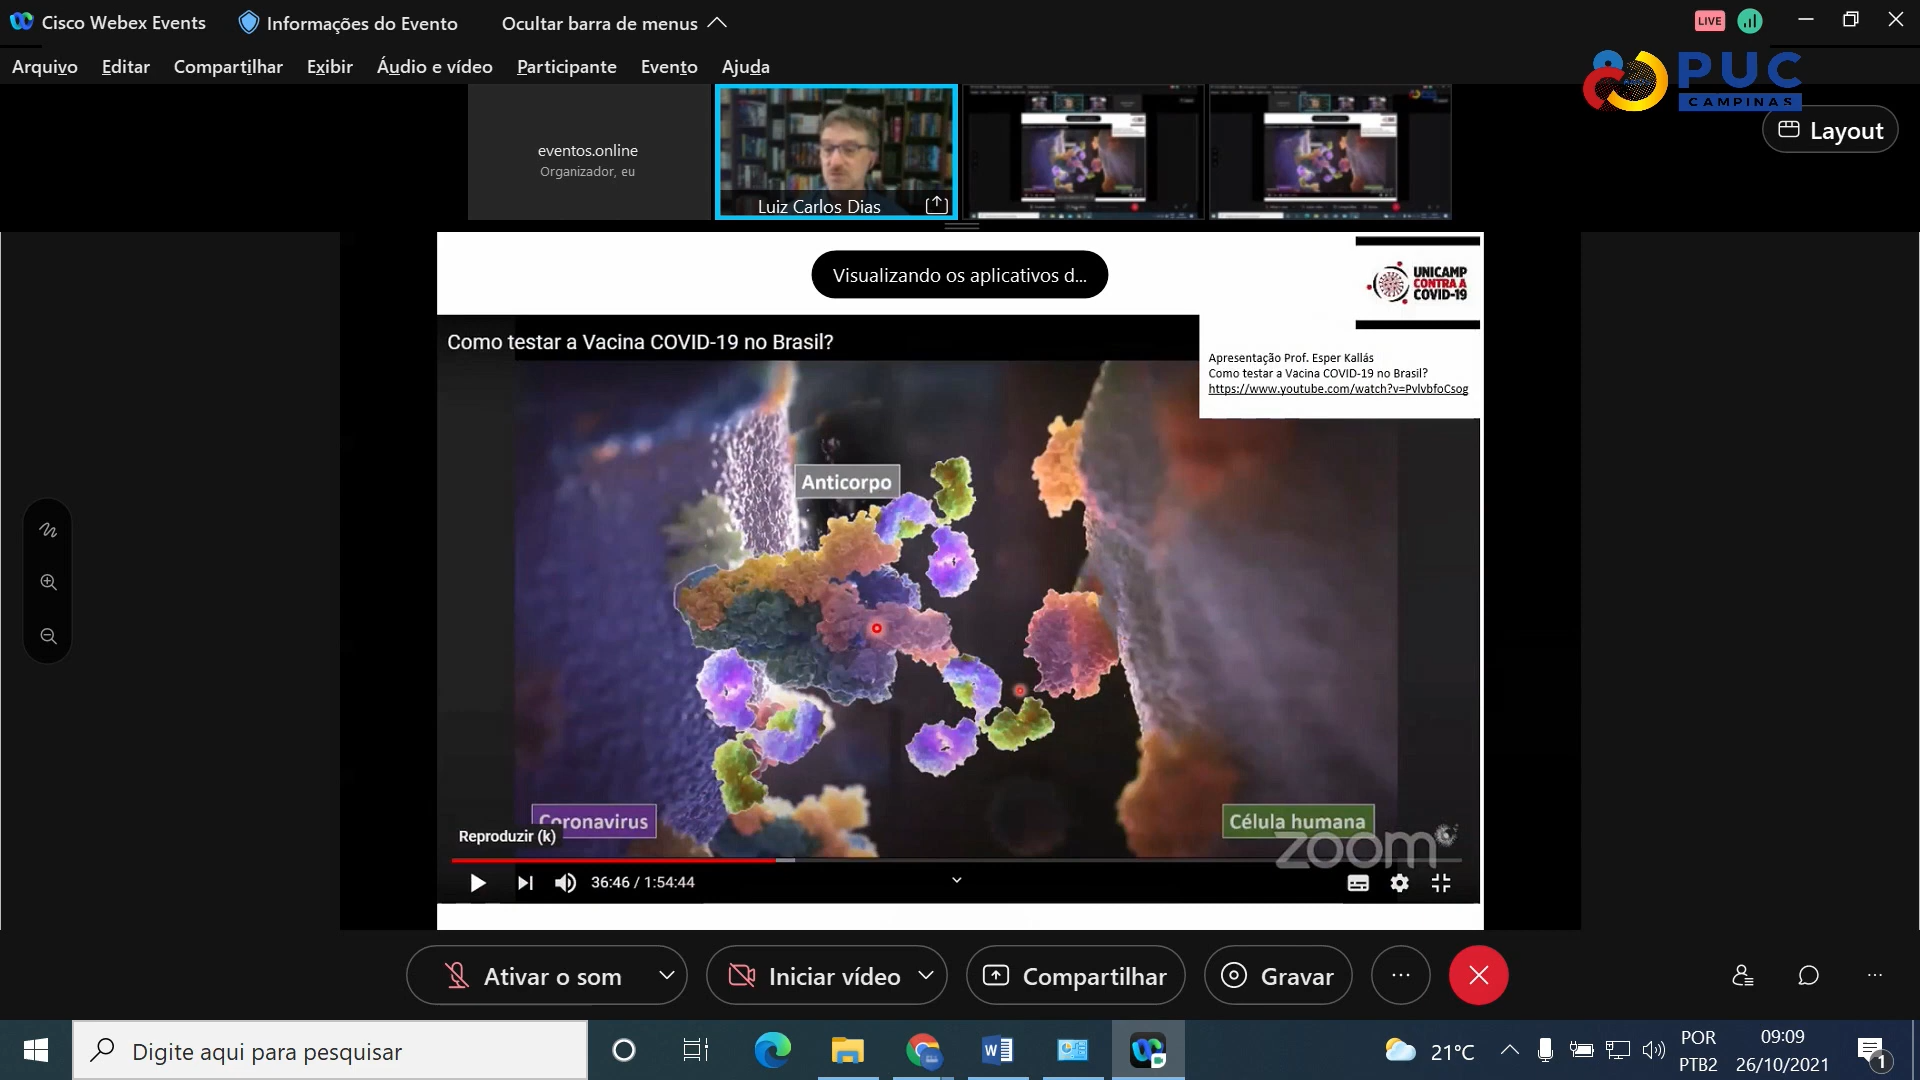 Cisco Webex Events
Informações do Evento
Ocultar barra de menus
LIVE
Arquivo Editar Compartilhar Exibir Áudio e vídeo Participante Evento Ajuda
PUC
CAMPINAS
Layout
eventos.online
Organizador, eu
Luiz Carlos Dias
Visualizando os aplicativos d...
UNICAMP
CONTRA A
COVID-19
Como testar a Vacina COVID-19 no Brasil?
Apresentação Prof. Esper Kallás
Como testar a Vacina COVID-19 no Brasil?
https://www.youtube.com/watch?v=PvlvbfoCsog
Anticorpo
Coronavirus
Célula humana
Reproduzir (k)
zoom
36:46 / 1:54:44
Ativar o som
Iniciar vídeo
Compartilhar
Gravar
Digite aqui para pesquisar
21°C
POR
PTB2
09:09
26/10/2021
1